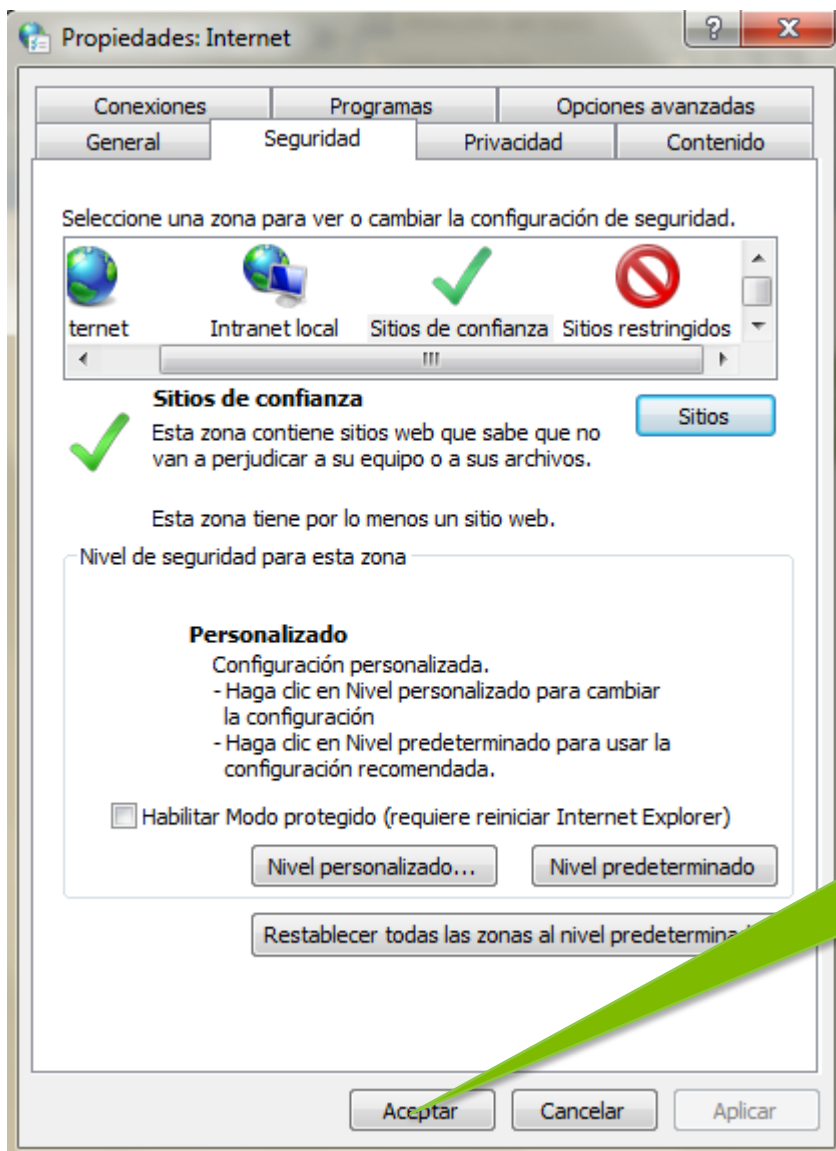 Propiedades: Internet
Conexiones Programas Opciones avanzadas
General Seguridad Privacidad Contenido
Seleccione una zona para ver o cambiar la configuración de seguridad.
ternet Intranet local Sitios de confianza Sitios restringidos
Sitios de confianza
Sitios
Esta zona contiene sitios web que sabe que no
van a perjudicar a su equipo o a sus archivos.
Esta zona tiene por lo menos un sitio web.
Nivel de seguridad para esta zona
Personalizado
Configuración personalizada.
- Haga clic en Nivel personalizado para cambiar
la configuración
- Haga clic en Nivel predeterminado para usar la
configuración recomendada.
Habilitar Modo protegido (requiere reiniciar Internet Explorer)
Nivel personalizado... Nivel predeterminado
Restablecer todas las zonas al nivel
Aceptar Cancelar Aplicar